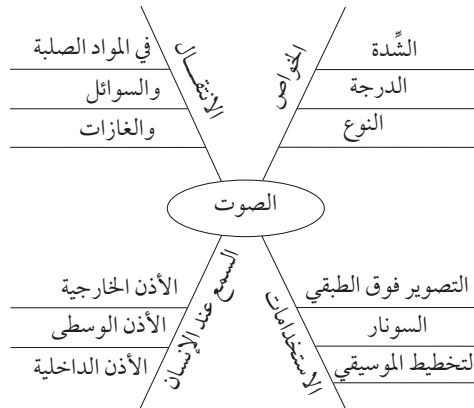 الخواص
الشِّدة
الدرجة
النوع
الانتقال
في المواد الصلبة
والسوائل
والغازات
الصوت
الاستخدامات
التصوير فوق الطبقي
السونار
لتخطيط الموسيقي
السمع عند الإنسان
الأذن الخارجية
الأذن الوسطى
الأذن الداخلية